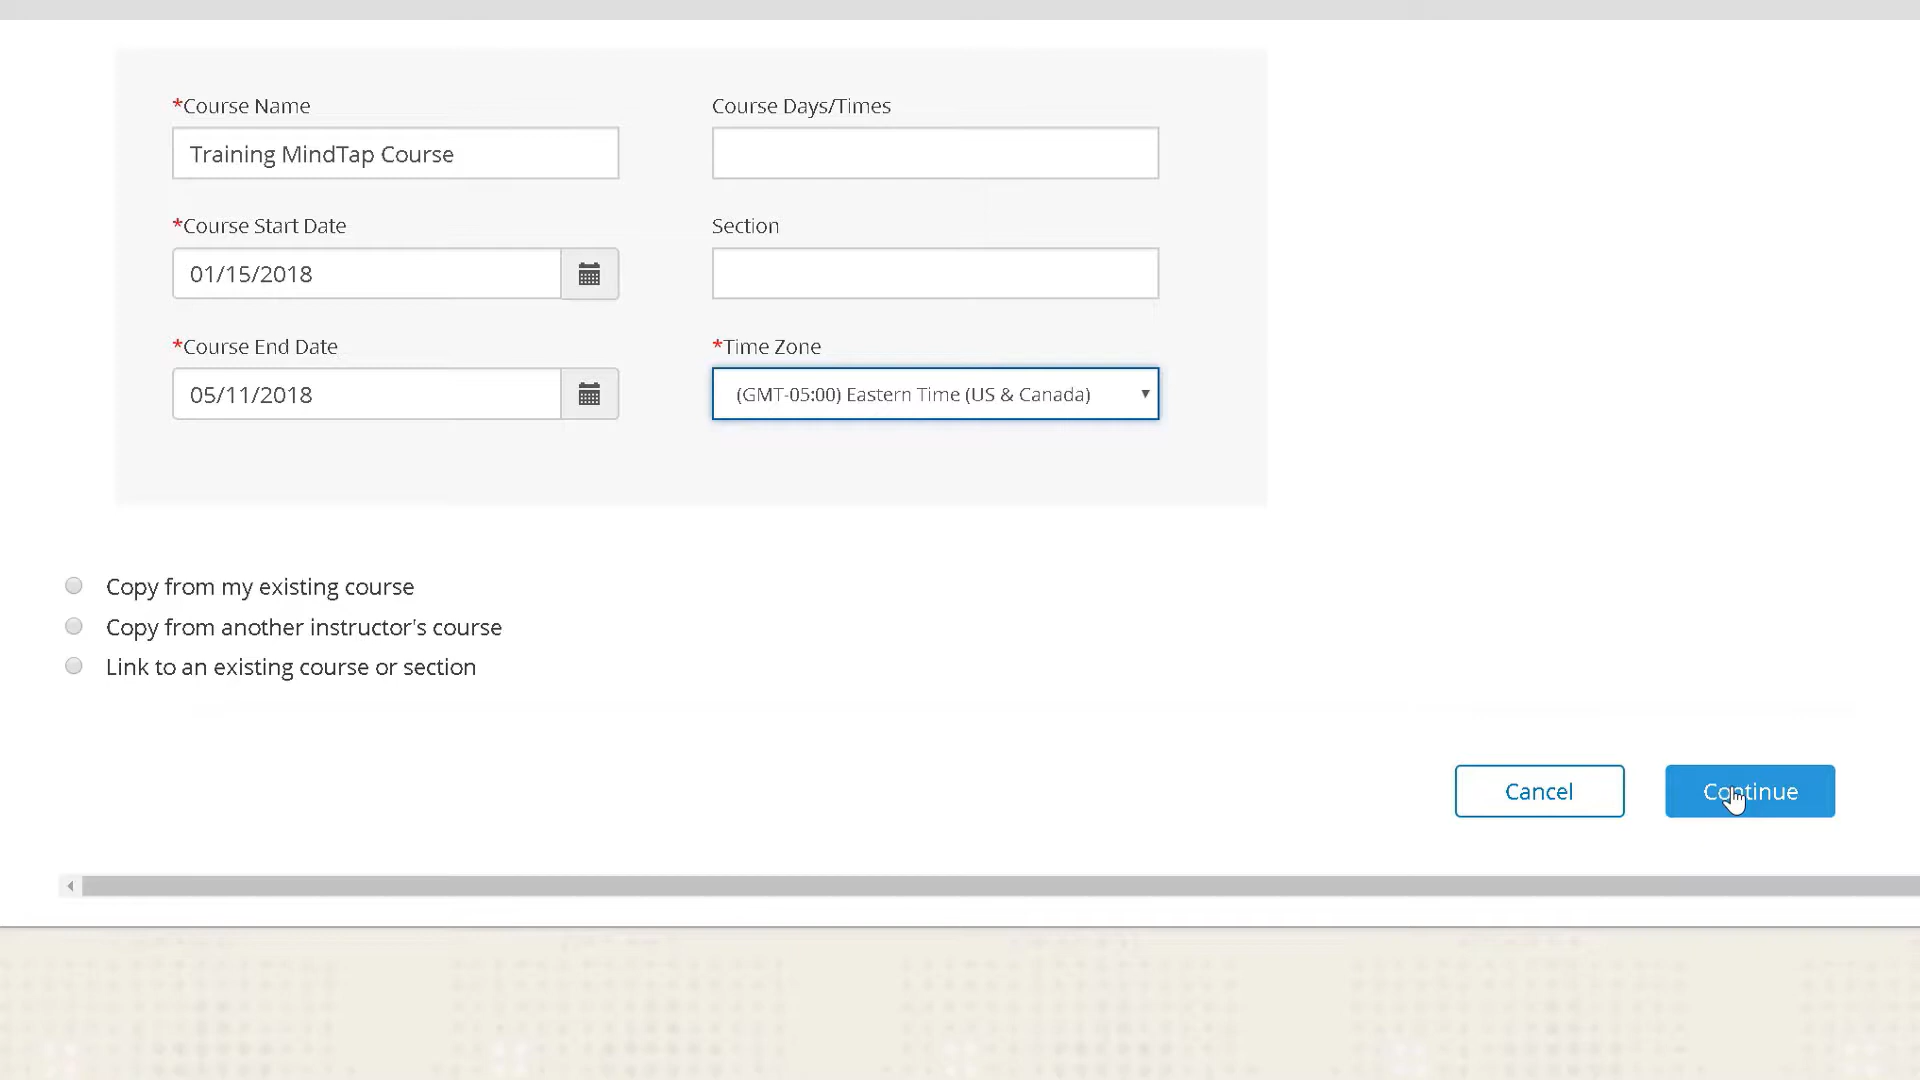 *Course Name
Training MindTap Course
Course Days/Times
*Course Start Date
01/15/2018
Section
*Course End Date
05/11/2018
*Time Zone
(GMT-05:00) Eastern Time (US & Canada)
Copy from my existing course
Copy from another instructor's course
Link to an existing course or section
Cancel
Continue